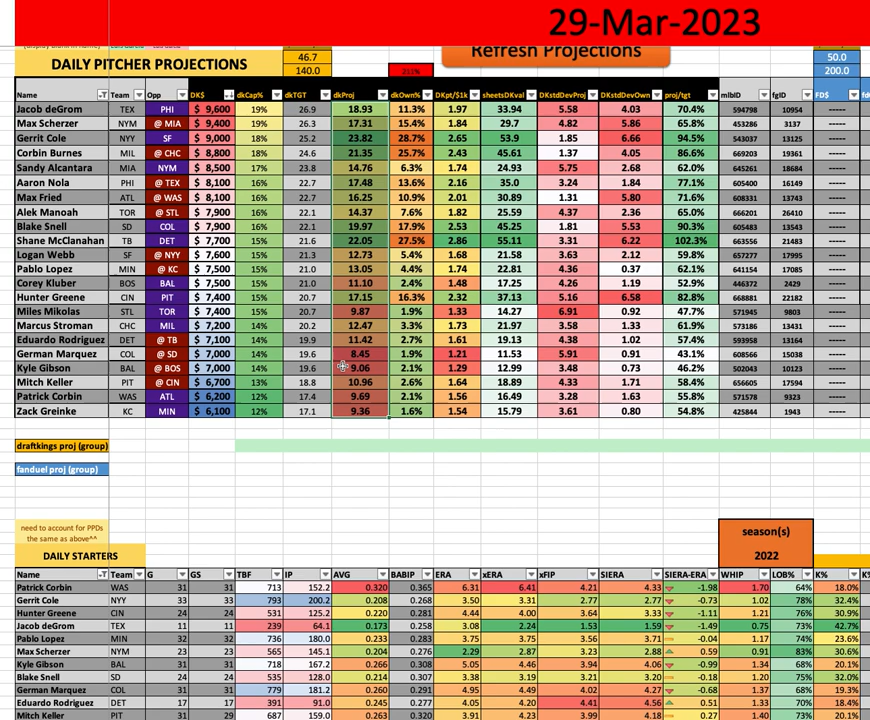 29-Mar-2023
DAILY PITCHER PROJECTIONS 46.7 Refresh Projections 50.0
140.0 200.0
Name Team Opp DK$ dkCap% dkTGT dkProj dkOwn% DKpt/$1k sheetsDKval DKstdDevProj DKstdDevOwn proj/tgt mlbID fgID FD$
Jacob deGrom TEX PHI $ 9,600 19% 26.9 18.93 11.3% 1.97 33.94 5.58 4.03 70.4% 594798 10954 -----
Max Scherzer NYM @ MIA $ 9,400 19% 26.3 17.31 15.4% 1.84 29.7 4.82 5.86 65.8% 453286 3137 -----
Gerrit Cole NYY SF $ 9,000 18% 25.2 23.82 28.7% 2.65 53.9 1.85 6.66 94.5% 543037 13125 -----
Corbin Burnes MIL @ CHC $ 8,800 18% 24.6 21.35 25.7% 2.43 45.61 1.37 4.05 86.6% 669203 19361 -----
Sandy Alcantara MIA NYM $ 8,500 17% 23.8 14.76 6.3% 1.74 24.93 5.75 2.68 62.0% 645261 18684 -----
Aaron Nola PHI @ TEX $ 8,100 16% 22.7 17.48 13.6% 2.16 35.0 3.24 1.84 77.1% 605400 16149 -----
Max Fried ATL @ WAS $ 8,100 16% 22.7 16.25 10.9% 2.01 30.89 1.31 5.80 71.6% 608331 13743 -----
Alek Manoah TOR @ STL $ 7,900 16% 22.1 14.37 7.6% 1.82 25.59 4.37 2.36 65.0% 666201 26410 -----
Blake Snell SD COL $ 7,900 16% 22.1 19.97 17.9% 2.53 45.25 1.81 5.53 90.3% 605483 13543 -----
Shane McClanahan TB DET $ 7,700 15% 21.6 22.05 27.5% 2.86 55.11 3.31 6.22 102.3% 663556 21483 -----
Logan Webb SF @ NYY $ 7,600 15% 21.3 12.73 5.4% 1.68 21.58 3.63 2.12 59.8% 657277 17995 -----
Pablo Lopez MIN @ KC $ 7,500 15% 21.0 13.05 4.4% 1.74 22.81 4.36 0.37 62.1% 641154 17085 -----
Corey Kluber BOS BAL $ 7,500 15% 21.0 11.10 2.4% 1.48 17.25 4.26 1.19 52.9% 446372 2429 -----
Hunter Greene CIN PIT $ 7,400 15% 20.7 17.15 16.3% 2.32 37.13 5.16 6.58 82.8% 668881 22182 -----
Miles Mikolas STL TOR $ 7,400 15% 20.7 9.87 1.9% 1.33 14.27 6.91 0.92 47.7% 571945 9803 -----
Marcus Stroman CHC MIL $ 7,200 14% 20.2 12.47 3.3% 1.73 21.97 3.58 1.33 61.9% 573186 13431 -----
Eduardo Rodriguez DET @ TB $ 7,100 14% 19.9 11.42 2.7% 1.61 19.13 4.38 1.02 57.4% 593958 13164 -----
German Marquez COL @ SD $ 7,000 14% 19.6 8.45 1.9% 1.21 11.53 5.91 0.91 43.1% 608566 15038 -----
Kyle Gibson BAL @ BOS $ 7,000 14% 19.6 9.06 2.1% 1.29 12.99 3.48 0.73 46.2% 502043 10123 -----
Mitch Keller PIT @ CIN $ 6,700 13% 18.8 10.96 2.6% 1.64 18.89 4.33 1.71 58.4% 656605 17594 -----
Patrick Corbin WAS ATL $ 6,200 12% 17.4 9.69 2.1% 1.56 16.49 3.28 1.57 55.8% 571578 9323 -----
Zack Greinke KC MIN $ 6,100 12% 17.1 9.36 1.6% 1.54 15.79 3.61 0.80 54.8% 425844 1943 -----
draftkings proj (group)
fanduel proj (group)
need to account for PPDs
the same as above^^
season(s)
DAILY STARTERS 2022
Name Team G GS TBF IP AVG BABIP ERA xERA xFIP SIERA SIERA-ERA WHIP LOB% K%
Patrick Corbin WAS 31 31 713 152.2 0.320 0.365 6.31 6.41 4.21 4.33 -1.98 1.70 64% 18.0%
Gerrit Cole NYY 33 33 793 200.2 0.208 0.268 3.50 3.31 2.77 2.77 -0.73 1.02 78% 32.4%
Hunter Greene CIN 24 24 531 125.2 0.220 0.281 4.44 4.00 3.64 3.33 -1.11 1.21 76% 30.9%
Jacob deGrom TEX 11 11 239 64.1 0.173 0.258 3.08 2.24 1.53 1.59 -1.49 0.75 73% 42.7%
Pablo Lopez MIN 32 32 736 180.0 0.233 0.283 3.75 3.75 3.56 3.71 -0.04 1.17 74% 23.6%
Max Scherzer NYM 23 23 565 145.1 0.204 0.276 2.29 2.87 3.23 2.88 0.59 0.91 83% 30.6%
Kyle Gibson BAL 31 31 718 167.2 0.266 0.308 5.05 4.46 3.94 4.06 -0.99 1.34 68% 20.1%
Blake Snell SD 24 24 535 128.0 0.214 0.307 3.38 3.19 3.21 3.20 -0.18 1.20 75% 32.0%
German Marquez COL 31 31 779 181.2 0.260 0.291 4.95 4.49 4.02 4.27 -0.68 1.37 68% 19.3%
Eduardo Rodriguez DET 17 17 391 91.0 0.245 0.277 4.05 4.20 4.41 4.56 0.51 1.33 70% 18.4%
Mitch Keller PIT 31 29 687 159.0 0.263 0.320 3.91 4.23 3.99 4.18 0.27 1.40 73% 20.1%